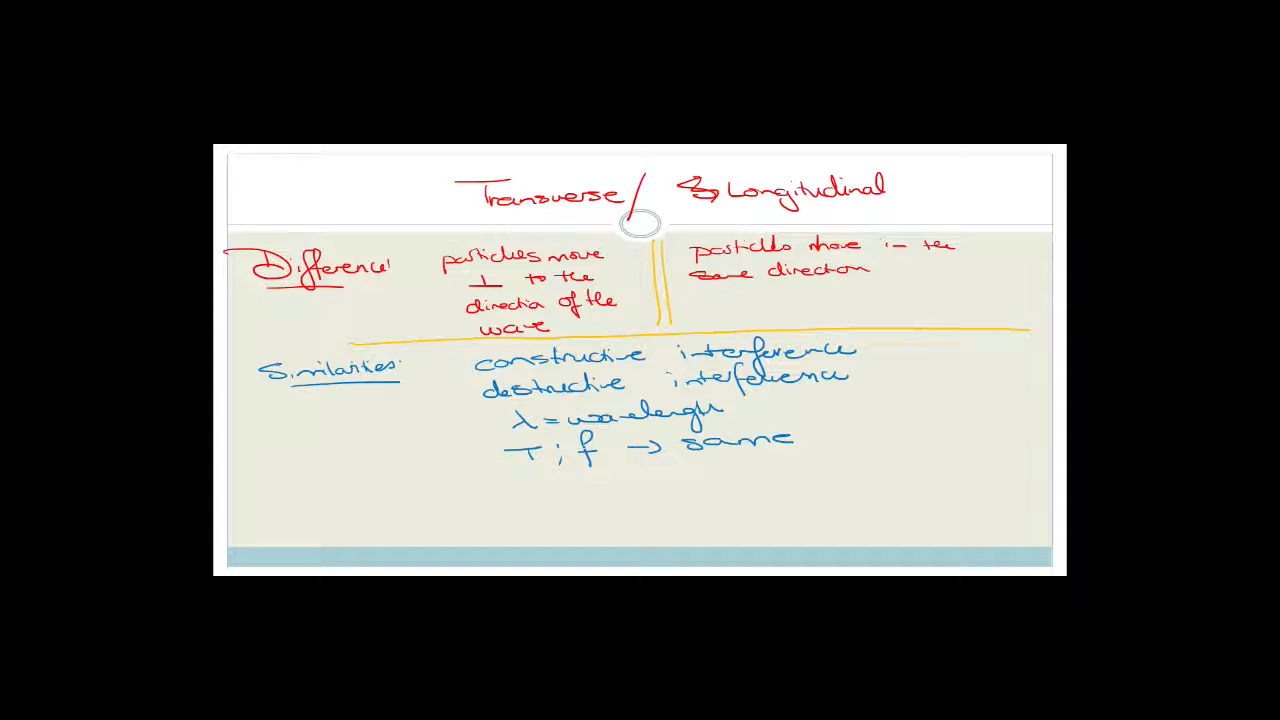 Transverse / Longitudinal
Difference:
particles move
⊥ to the
direction of the
wave
particles move in the
same direction
Similarities:
constructive interference
destructive interference
λ = wavelength
T ; f → same